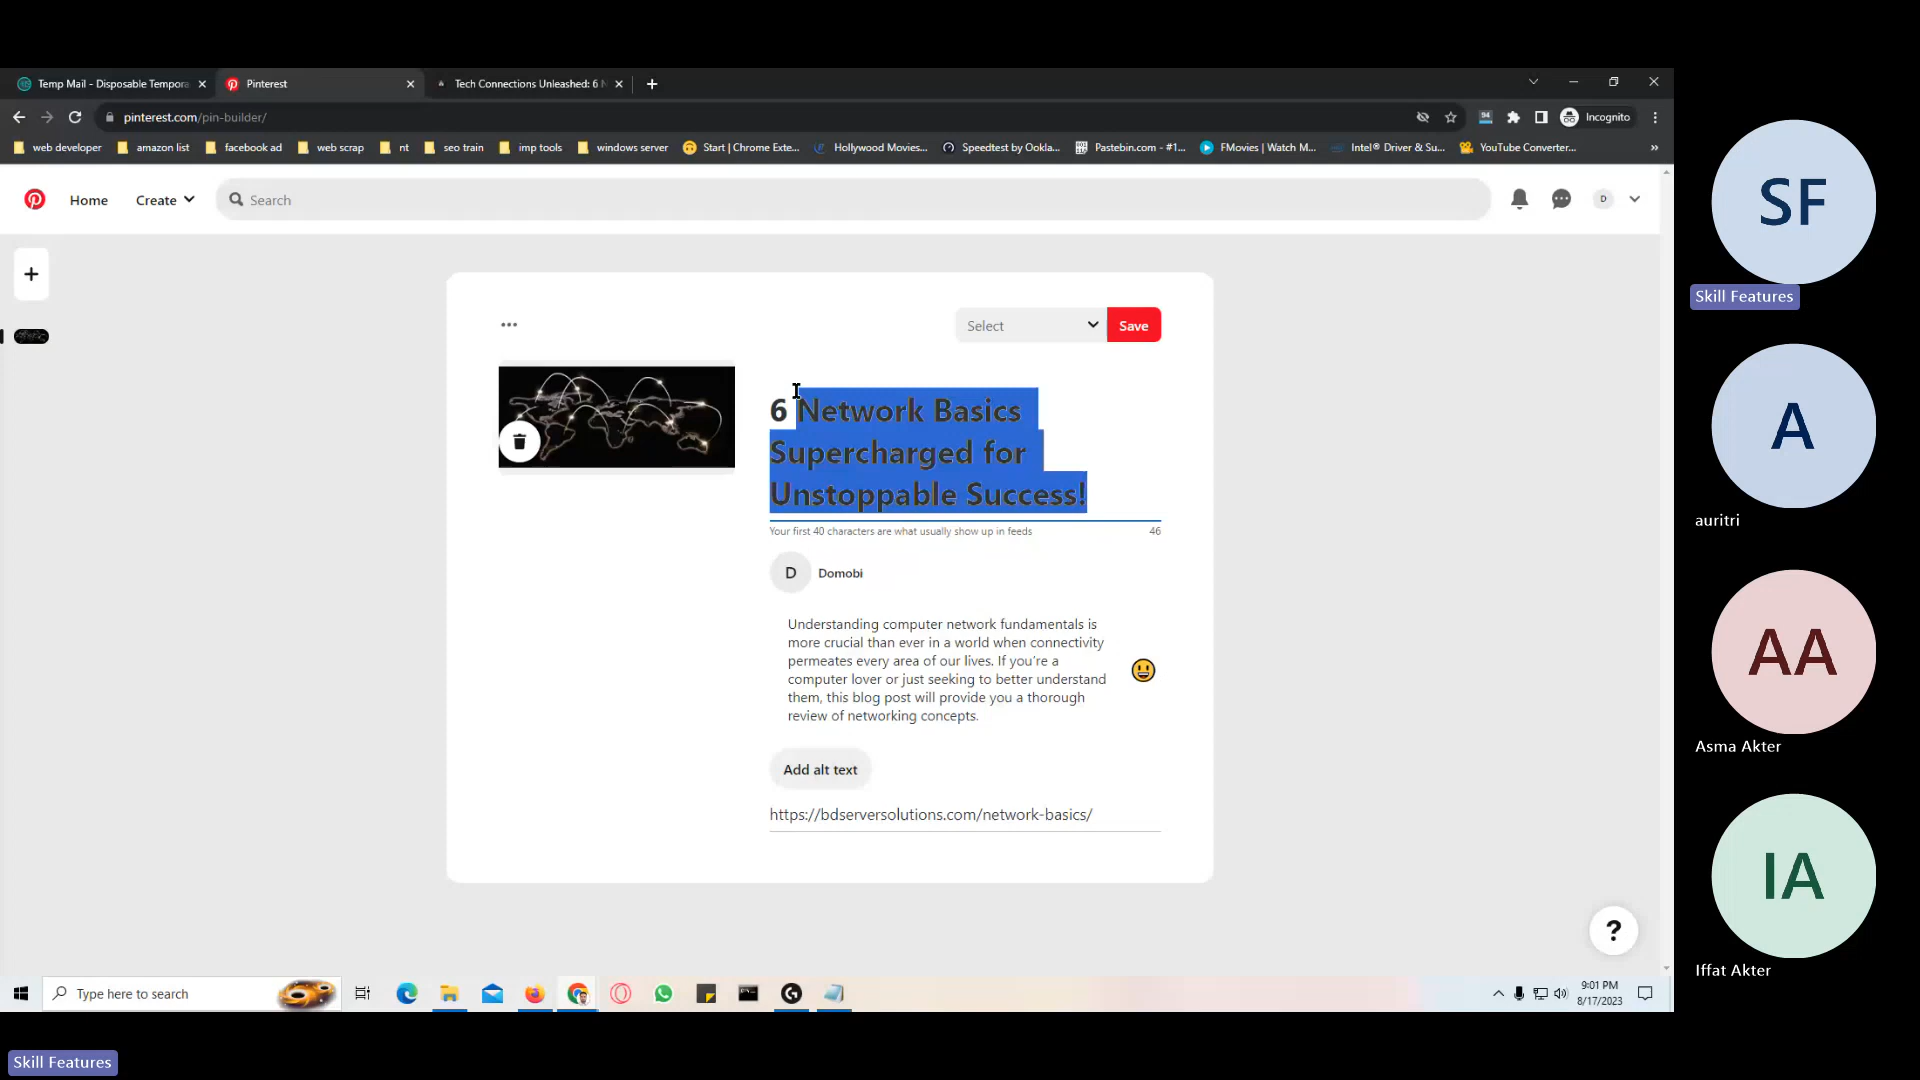 Temp Mail - Disposable Tempora
Pinterest
Tech Connections Unleashed: 6 N
pinterest.com/pin-builder/
94
Incognito
web developer
amazon list
facebook ad
web scrap
nt
seo train
imp tools
windows server
Start | Chrome Exte...
Hollywood Movies...
Speedtest by Ookla...
Pastebin.com - #1...
FMovies | Watch M...
Intel® Driver & Su...
YouTube Converter...
Home
Create
Search
D
Select
Save
6 Network Basics
Supercharged for
Unstoppable Success!
Your first 40 characters are what usually show up in feeds
46
D
Domobi
Understanding computer network fundamentals is
more crucial than ever in a world when connectivity
permeates every area of our lives. If you're a
computer lover or just seeking to better understand
them, this blog post will provide you a thorough
review of networking concepts.
Add alt text
https://bdserversolutions.com/network-basics/
?
Type here to search
9:01 PM
8/17/2023
SF
Skill Features
A
auritri
AA
Asma Akter
IA
Iffat Akter
Skill Features